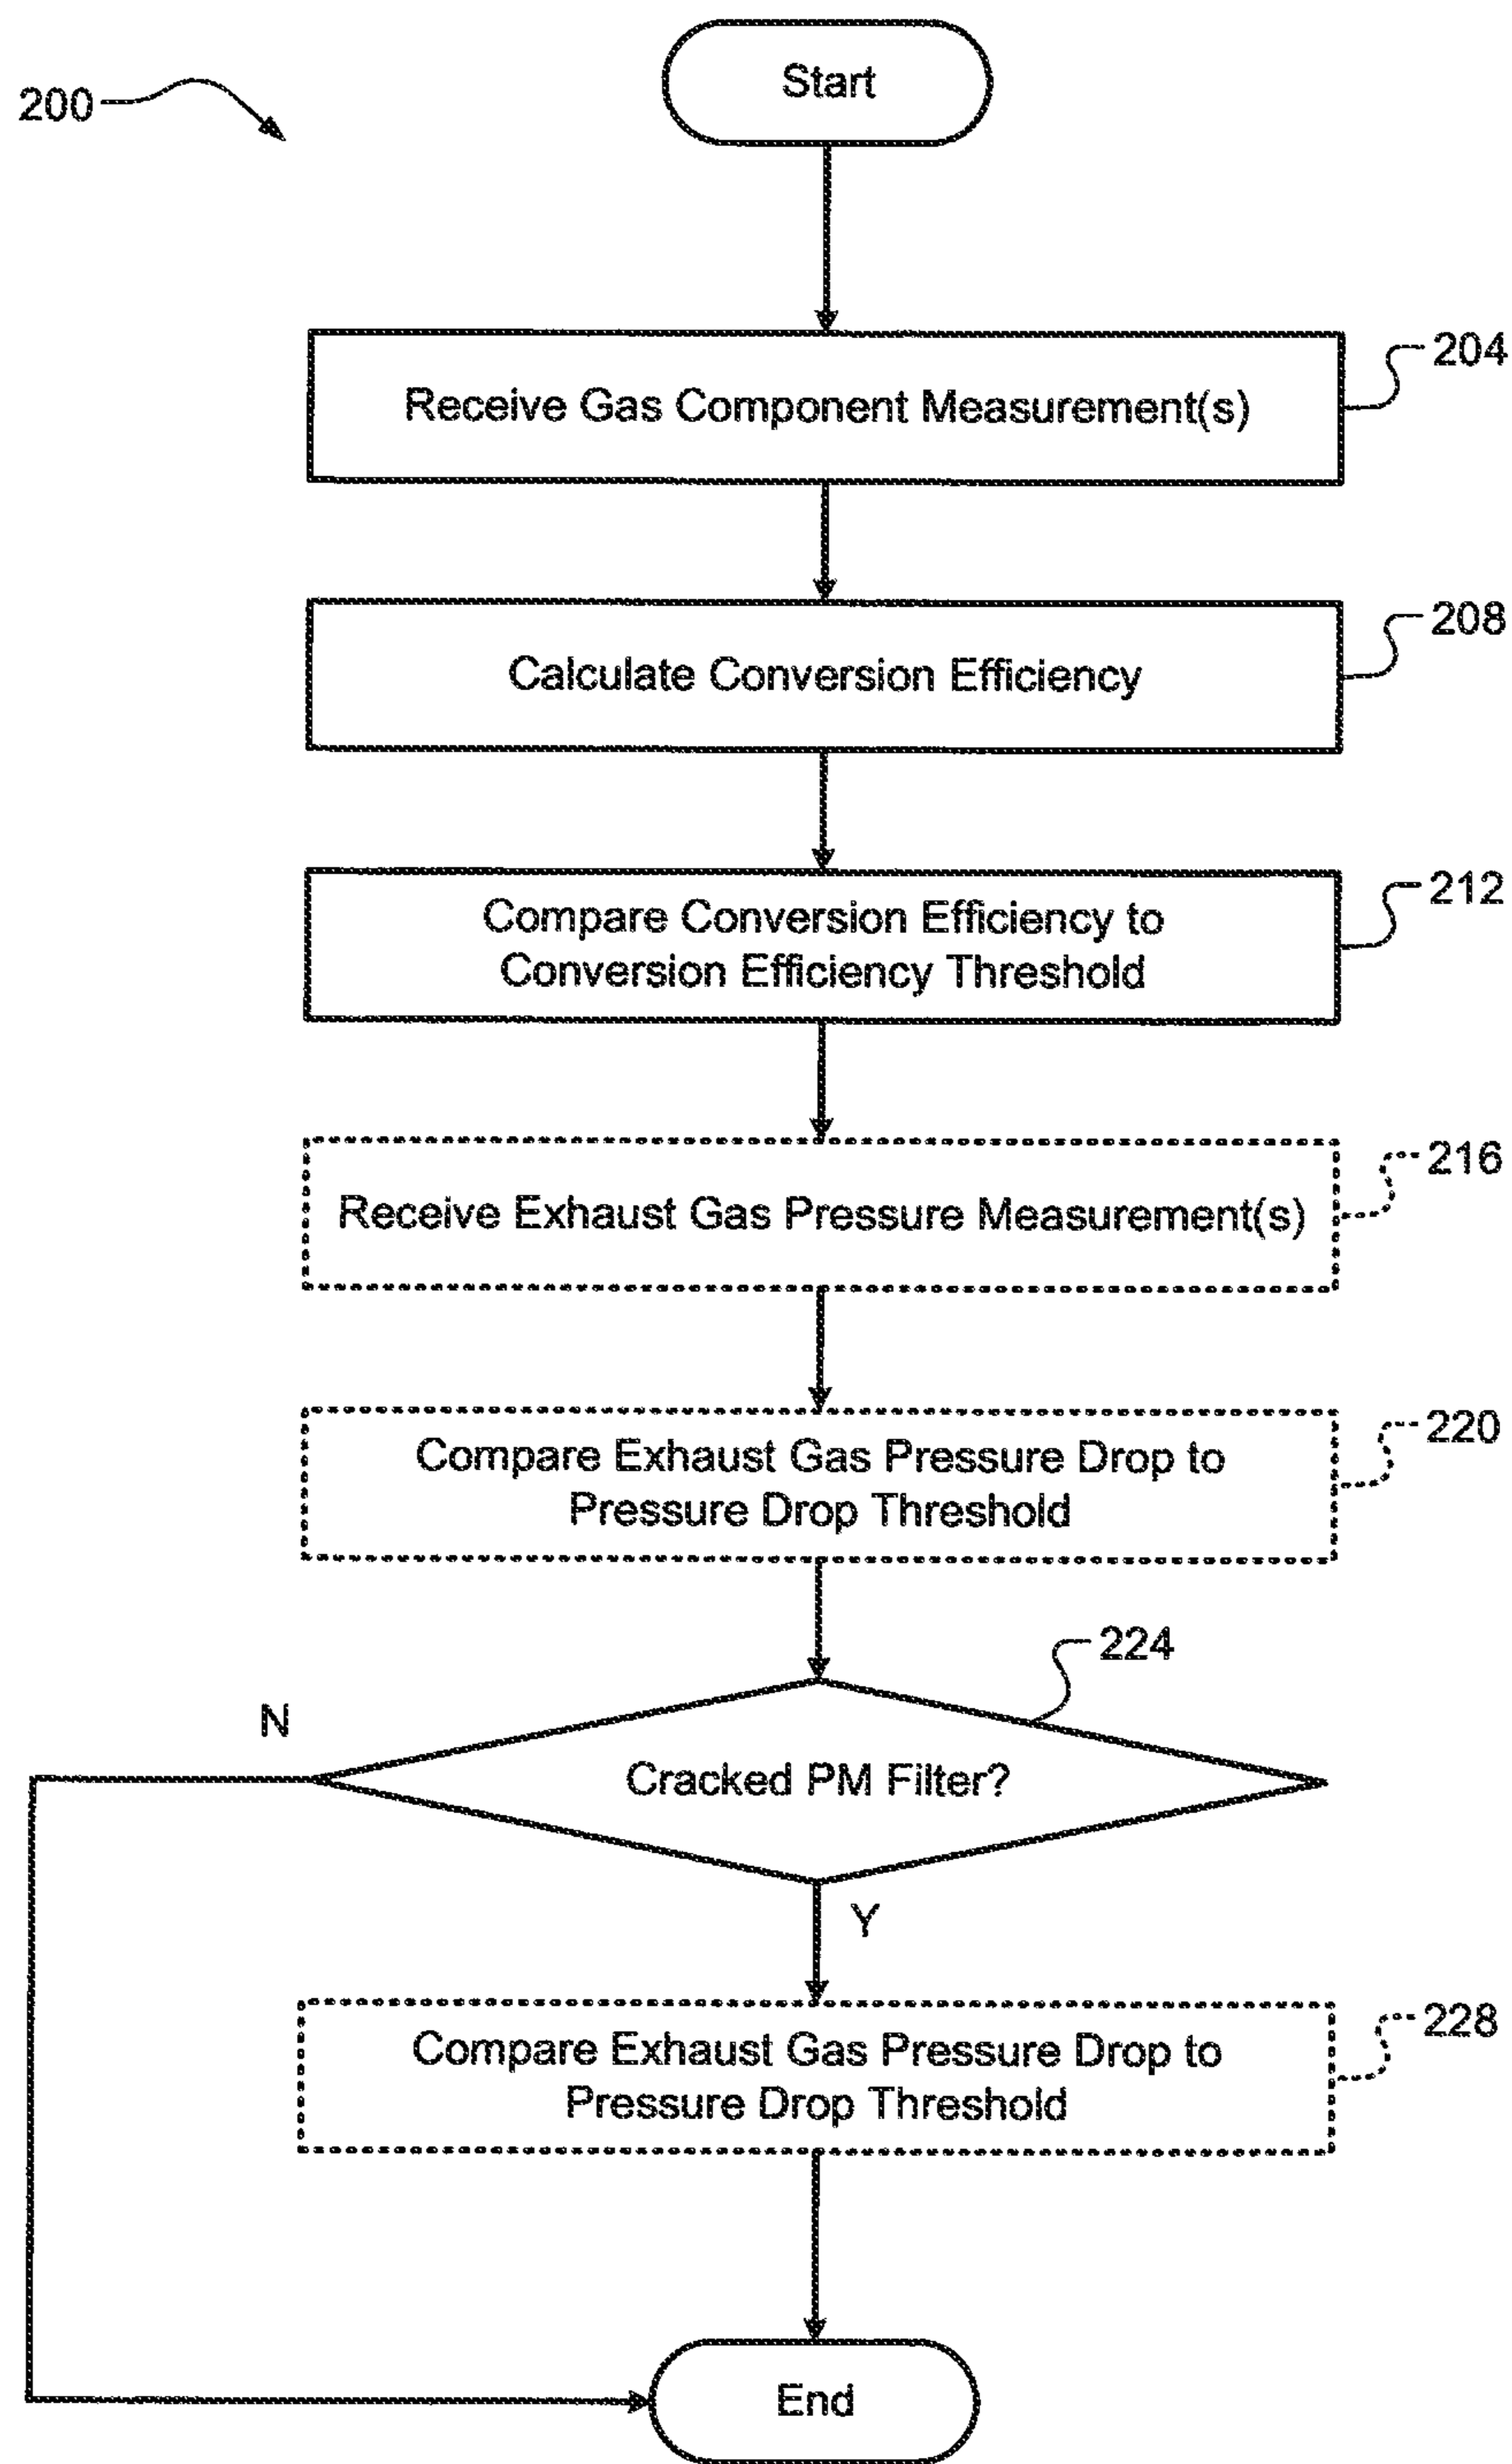 200
Start
Receive Gas Component Measurement(s)
204
Calculate Conversion Efficiency
208
Compare Conversion Efficiency to
Conversion Efficiency Threshold
212
Receive Exhaust Gas Pressure Measurement(s)
216
Compare Exhaust Gas Pressure Drop to
Pressure Drop Threshold
220
224
N
Cracked PM Filter?
Y
Compare Exhaust Gas Pressure Drop to
Pressure Drop Threshold
228
End